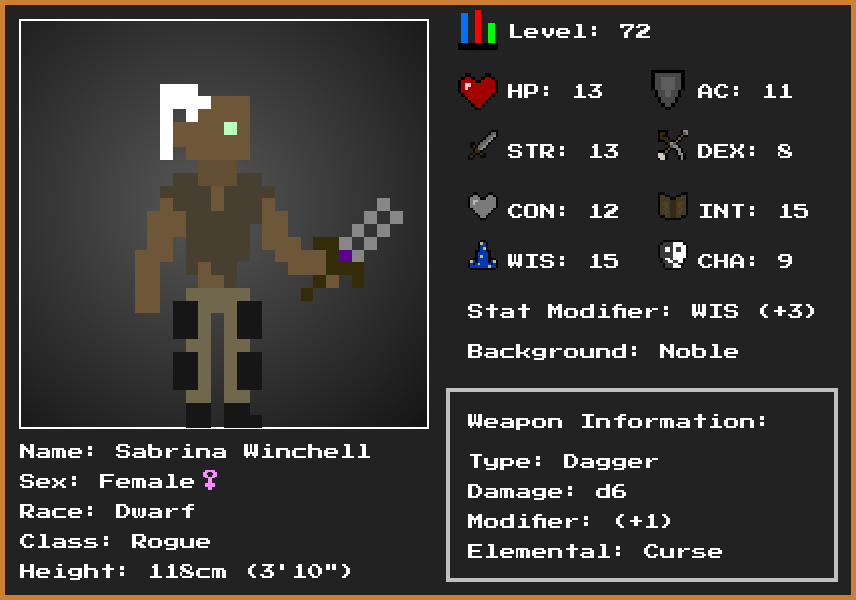 Level: 72
HP: 13
AC: 11
STR: 13
DEX: 8
CON: 12
INT: 15
WIS: 15
CHA: 9
Stat Modifier: WIS (+3)
Background: Noble
Weapon Information:
Type: Dagger
Damage: d6
Modifier: (+1)
Elemental: Curse
Name: Sabrina Winchell
Sex: Female♀
Race: Dwarf
Class: Rogue
Height: 118cm (3'10")